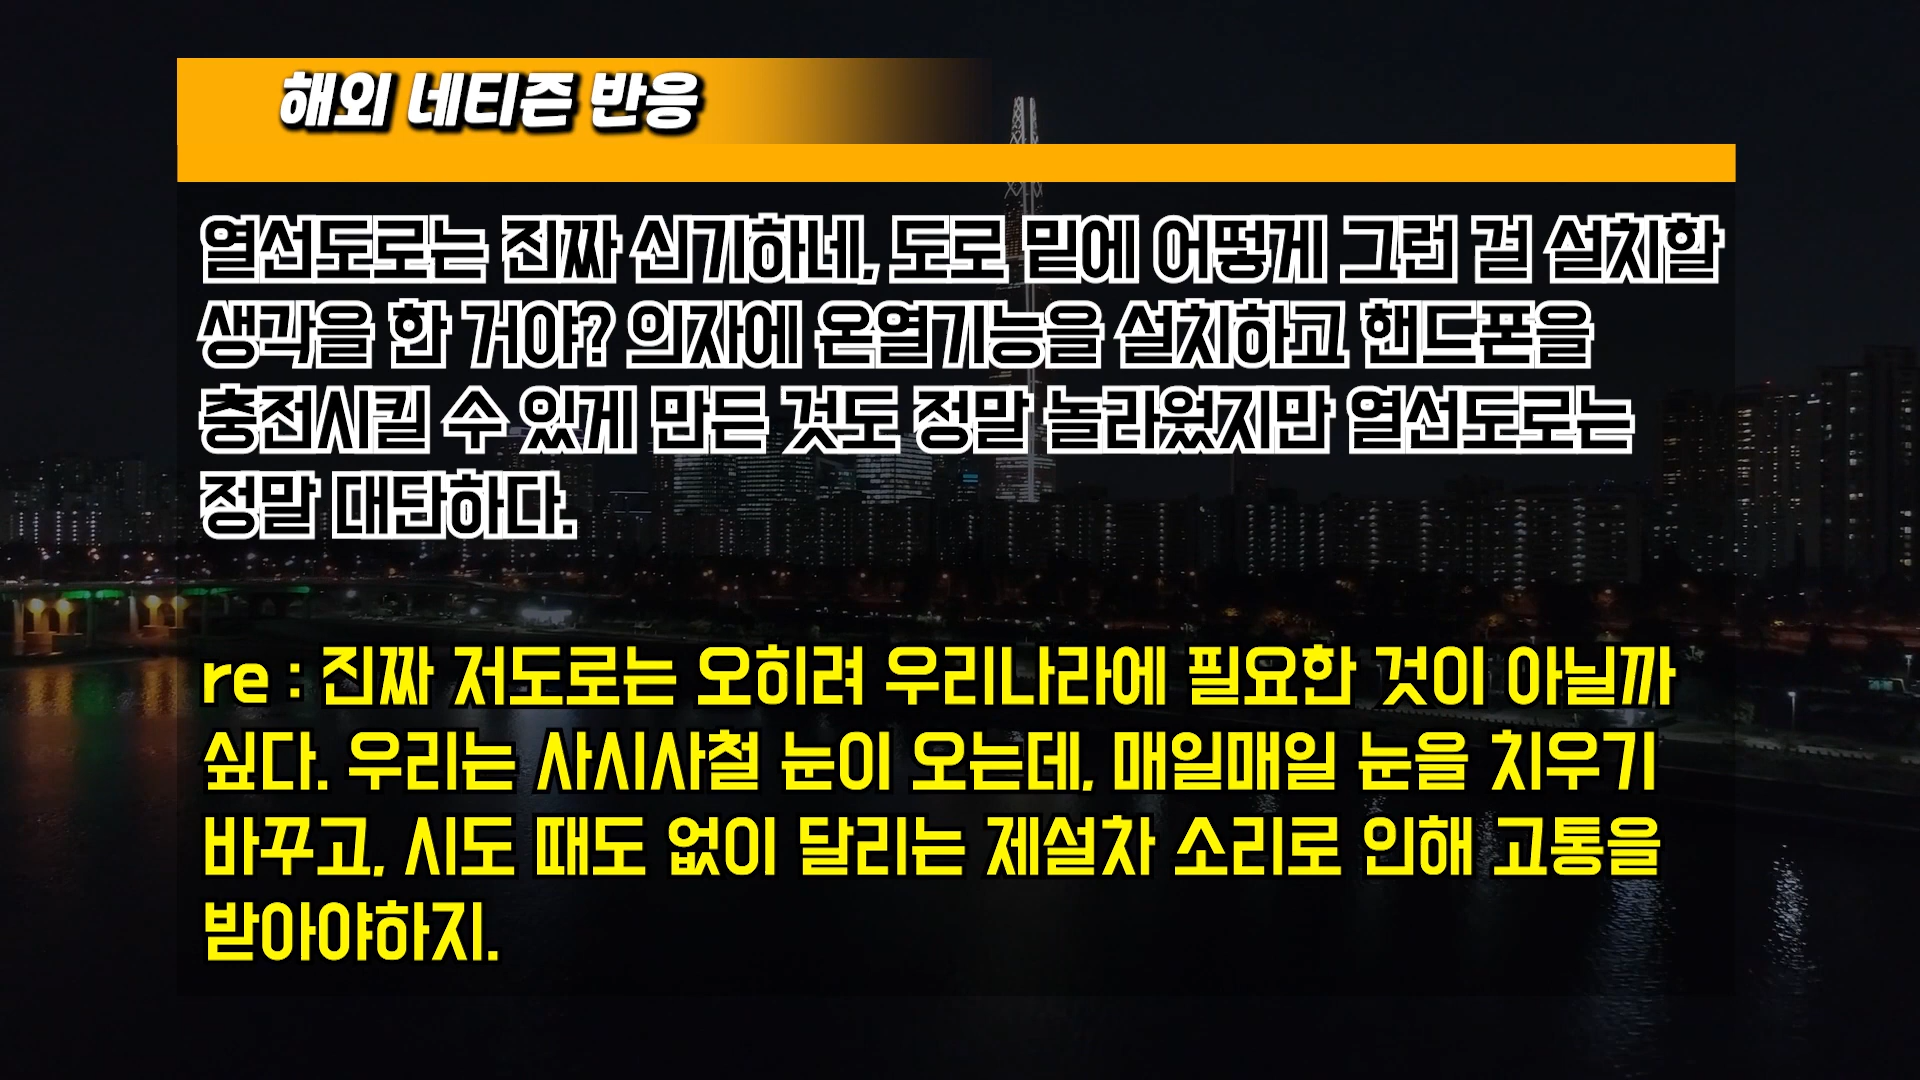 해외 네티즌 반응
열선도로는 진짜 신기하네, 도로 밑에 어떻게 그런 걸 설치할
생각을 한 거야? 의자에 온열기능을 설치하고 핸드폰을
충전시킬 수 있게 만든 것도 정말 놀라웠지만 열선도로는
정말 대단하다.
re : 진짜 저도로는 오히려 우리나라에 필요한 것이 아닐까
싶다. 우리는 사시사철 눈이 오는데, 매일매일 눈을 치우기
바꾸고, 시도 때도 없이 달리는 제설차 소리로 인해 고통을
받아야하지.